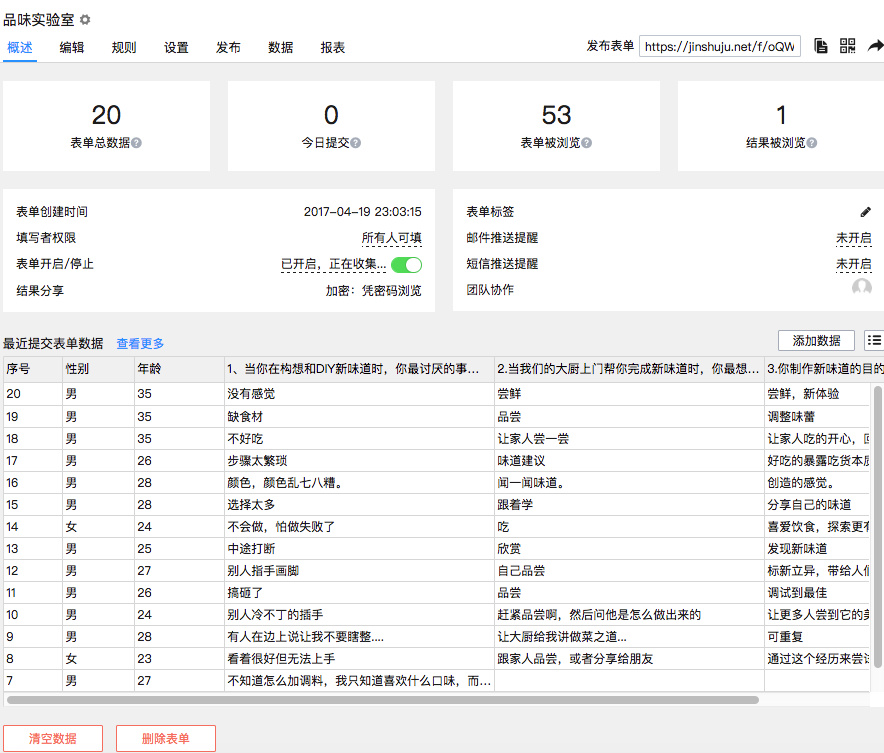 品味实验室
概述 编辑 规则 设置 发布 数据 报表 发布表单 https://jinshuju.net/f/oQW
20 0 53 1
表单总数据 今日提交 表单被浏览 结果被浏览
表单创建时间 2017-04-19 23:03:15 表单标签
填写者权限 所有人可填 邮件推送提醒 未开启
表单开启/停止 已开启，正在收集... 短信推送提醒 未开启
结果分享 加密：凭密码浏览 团队协作
最近提交表单数据 查看更多 添加数据
序号 性别 年龄 1、当你在构想和DIY新味道时，你最讨厌的事... 2.当我们的大厨上门帮你完成新味道时，你最想... 3.你制作新味道的目的
20 男 35 没有感觉 尝鲜 尝鲜，新体验
19 男 35 缺食材 品尝 调整味蕾
18 男 35 不好吃 让家人尝一尝 让家人吃的开心，
17 男 26 步骤太繁琐 味道建议 好吃的暴露吃货本
16 男 28 颜色，颜色乱七八糟。 闻一闻味道。 创造的感觉。
15 男 28 选择太多 跟着学 分享自己的味道
14 女 24 不会做，怕做失败了 吃 喜爱饮食，探索更
13 男 25 中途打断 欣赏 发现新味道
12 男 27 别人指手画脚 自己品尝 标新立异，带给人
11 男 26 搞砸了 品尝 调试到最佳
10 男 24 别人冷不丁的插手 赶紧品尝啊，然后问他是怎么做出来的 让更多人尝到它的
9 男 28 有人在边上说让我不要瞎整.... 让大厨给我讲做菜之道... 可重复
8 女 23 看着很好但无法上手 跟家人品尝，或者分享给朋友 通过这个经历来尝
7 男 27 不知道怎么加调料，我只知道喜欢什么口味，而...
清空数据 删除表单